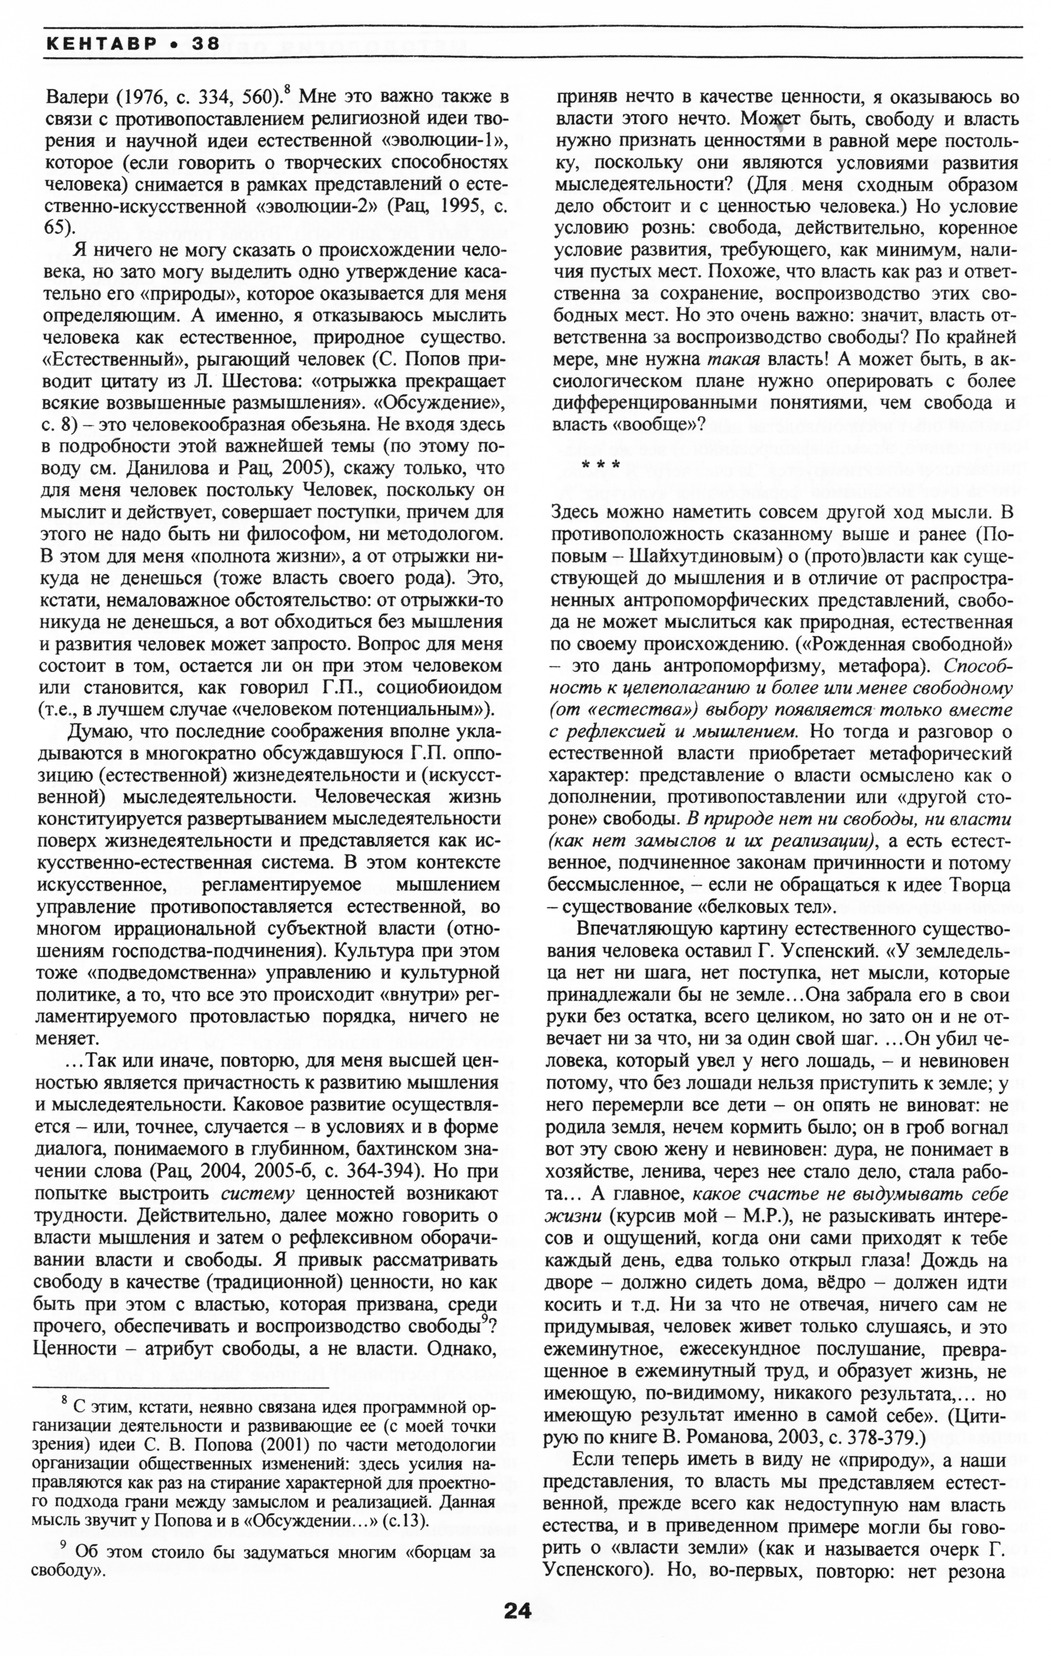 КЕНТАВР • 38
Валери (1976, с. 334, 560).⁸ Мне это важно также в
связи с противопоставлением религиозной идеи тво-
рения и научной идеи естественной «эволюции-1»,
которое (если говорить о творческих способностях
человека) снимается в рамках представлений о есте-
ственно-искусственной «эволюции-2» (Рац, 1995, с.
65).
Я ничего не могу сказать о происхождении чело-
века, но зато могу выделить одно утверждение каса-
тельно его «природы», которое оказывается для меня
определяющим. А именно, я отказываюсь мыслить
человека как естественное, природное существо.
«Естественный», рыгающий человек (С. Попов при-
водит цитату из Л. Шестова: «отрыжка прекращает
всякие возвышенные размышления». «Обсуждение»,
с. 8) – это человекообразная обезьяна. Не входя здесь
в подробности этой важнейшей темы (по этому по-
воду см. Данилова и Рац, 2005), скажу только, что
для меня человек постольку Человек, поскольку он
мыслит и действует, совершает поступки, причем для
этого не надо быть ни философом, ни методологом.
В этом для меня «полнота жизни», а от отрыжки ни-
куда не денешься (тоже власть своего рода). Это,
кстати, немаловажное обстоятельство: от отрыжки-то
никуда не денешься, а вот обходиться без мышления
и развития человек может запросто. Вопрос для меня
состоит в том, остается ли он при этом человеком
или становится, как говорил Г.П., социобиоидом
(т.е., в лучшем случае «человеком потенциальным»).
Думаю, что последние соображения вполне укла-
дываются в многократно обсуждавшуюся Г.П. оппо-
зицию (естественной) жизнедеятельности и (искусст-
венной) мыследеятельности. Человеческая жизнь
конституируется развертыванием мыследеятельности
поверх жизнедеятельности и представляется как ис-
кусственно-естественная система. В этом контексте
искусственное, регламентируемое мышлением
управление противопоставляется естественной, во
многом иррациональной субъектной власти (отно-
шениям господства-подчинения). Культура при этом
тоже «подведомственна» управлению и культурной
политике, а то, что все это происходит «внутри» рег-
ламентируемого протовластью порядка, ничего не
меняет.
…Так или иначе, повторю, для меня высшей цен-
ностью является причастность к развитию мышления
и мыследеятельности. Каковое развитие осуществля-
ется – или, точнее, случается – в условиях и в форме
диалога, понимаемого в глубинном, бахтинском зна-
чении слова (Рац, 2004, 2005-б, с. 364-394). Но при
попытке выстроить систему ценностей возникают
трудности. Действительно, далее можно говорить о
власти мышления и затем о рефлексивном оборачи-
вании власти и свободы. Я привык рассматривать
свободу в качестве (традиционной) ценности, но как
быть при этом с властью, которая призвана, среди
прочего, обеспечивать и воспроизводство свободы⁹?
Ценности – атрибут свободы, а не власти. Однако,
⁸ С этим, кстати, неявно связана идея программной ор-
ганизации деятельности и развивающие ее (с моей точки
зрения) идеи С. В. Попова (2001) по части методологии
организации общественных изменений: здесь усилия на-
правляются как раз на стирание характерной для проектно-
го подхода грани между замыслом и реализацией. Данная
мысль звучит у Попова и в «Обсуждении…» (с.13).
⁹ Об этом стоило бы задуматься многим «борцам за
свободу».
приняв нечто в качестве ценности, я оказываюсь во
власти этого нечто. Может быть, свободу и власть
нужно признать ценностями в равной мере постоль-
ку, поскольку они являются условиями развития
мыследеятельности? (Для меня сходным образом
дело обстоит и с ценностью человека.) Но условие
условию рознь: свобода, действительно, коренное
условие развития, требующего, как минимум, нали-
чия пустых мест. Похоже, что власть как раз и ответ-
ственна за сохранение, воспроизводство этих сво-
бодных мест. Но это очень важно: значит, власть от-
ветственна за воспроизводство свободы? По крайней
мере, мне нужна такая власть! А может быть, в ак-
сиологическом плане нужно оперировать с более
дифференцированными понятиями, чем свобода и
власть «вообще»?
* * *
Здесь можно наметить совсем другой ход мысли. В
противоположность сказанному выше и ранее (По-
повым – Шайхутдиновым) о (прото)власти как суще-
ствующей до мышления и в отличие от распростра-
ненных антропоморфических представлений, свобо-
да не может мыслиться как природная, естественная
по своему происхождению. («Рожденная свободной»
– это дань антропоморфизму, метафора). Способ-
ность к целеполаганию и более или менее свободному
(от «естества») выбору появляется только вместе
с рефлексией и мышлением. Но тогда и разговор о
естественной власти приобретает метафорический
характер: представление о власти осмыслено как о
дополнении, противопоставлении или «другой сто-
роне» свободы. В природе нет ни свободы, ни власти
(как нет замыслов и их реализации), а есть естест-
венное, подчиненное законам причинности и потому
бессмысленное, – если не обращаться к идее Творца
– существование «белковых тел».
Впечатляющую картину естественного существо-
вания человека оставил Г. Успенский. «У земледель-
ца нет ни шага, нет поступка, нет мысли, которые
принадлежали бы не земле…Она забрала его в свои
руки без остатка, всего целиком, но зато он и не от-
вечает ни за что, ни за один свой шаг. …Он убил че-
ловека, который увел у него лошадь, – и невиновен
потому, что без лошади нельзя приступить к земле; у
него перемерли все дети – он опять не виноват: не
родила земля, нечем кормить было; он в гроб вогнал
вот эту свою жену и невиновен: дура, не понимает в
хозяйстве, ленива, через нее стало дело, стала рабо-
та… А главное, какое счастье не выдумывать себе
жизни (курсив мой – М.Р.), не разыскивать интере-
сов и ощущений, когда они сами приходят к тебе
каждый день, едва только открыл глаза! Дождь на
дворе – должно сидеть дома, вёдро – должен идти
косить и т.д. Ни за что не отвечая, ничего сам не
придумывая, человек живет только слушаясь, и это
ежеминутное, ежесекундное послушание, превра-
щенное в ежеминутный труд, и образует жизнь, не
имеющую, по-видимому, никакого результата,… но
имеющую результат именно в самой себе». (Цити-
рую по книге В. Романова, 2003, с. 378-379.)
Если теперь иметь в виду не «природу», а наши
представления, то власть мы представляем естест-
венной, прежде всего как недоступную нам власть
естества, и в приведенном примере могли бы гово-
рить о «власти земли» (как и называется очерк Г.
Успенского). Но, во-первых, повторю: нет резона
24